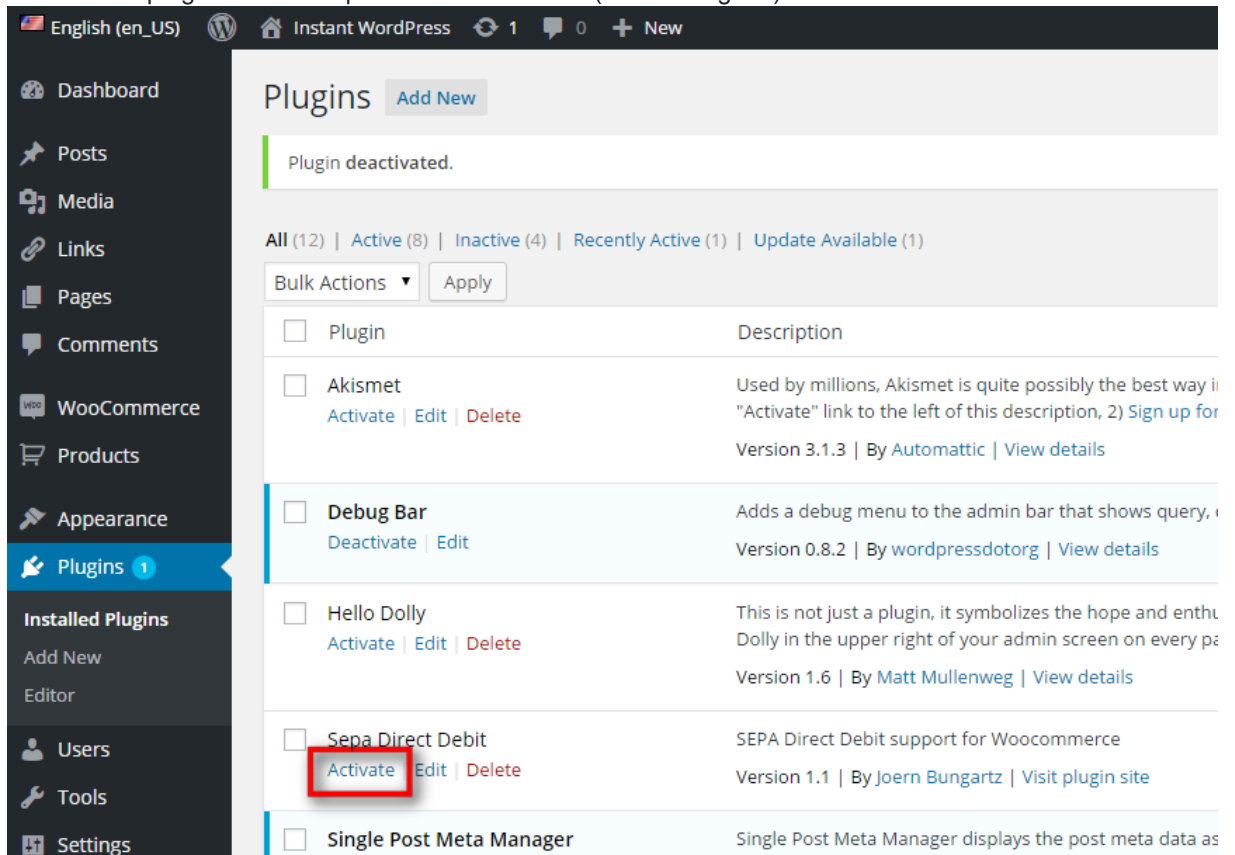 English (en_US) Instant WordPress 1 0 + New
Dashboard
Posts
Media
Links
Pages
Comments
WooCommerce
Products
Appearance
Plugins 1
Installed Plugins
Add New
Editor
Users
Tools
Settings
Plugins Add New
Plugin deactivated.
All (12) | Active (8) | Inactive (4) | Recently Active (1) | Update Available (1)
Bulk Actions Apply
Plugin Description
Akismet
Activate | Edit | Delete
Used by millions, Akismet is quite possibly the best way
"Activate" link to the left of this description, 2) Sign up for
Version 3.1.3 | By Automattic | View details
Debug Bar
Deactivate | Edit
Adds a debug menu to the admin bar that shows query,
Version 0.8.2 | By wordpressdotorg | View details
Hello Dolly
Activate | Edit | Delete
This is not just a plugin, it symbolizes the hope and
Dolly in the upper right of your admin screen on every
Version 1.6 | By Matt Mullenweg | View details
Sepa Direct Debit
Activate | Edit | Delete
SEPA Direct Debit support for Woocommerce
Version 1.1 | By Joern Bungartz | Visit plugin site
Single Post Meta Manager
Single Post Meta Manager displays the post meta data as